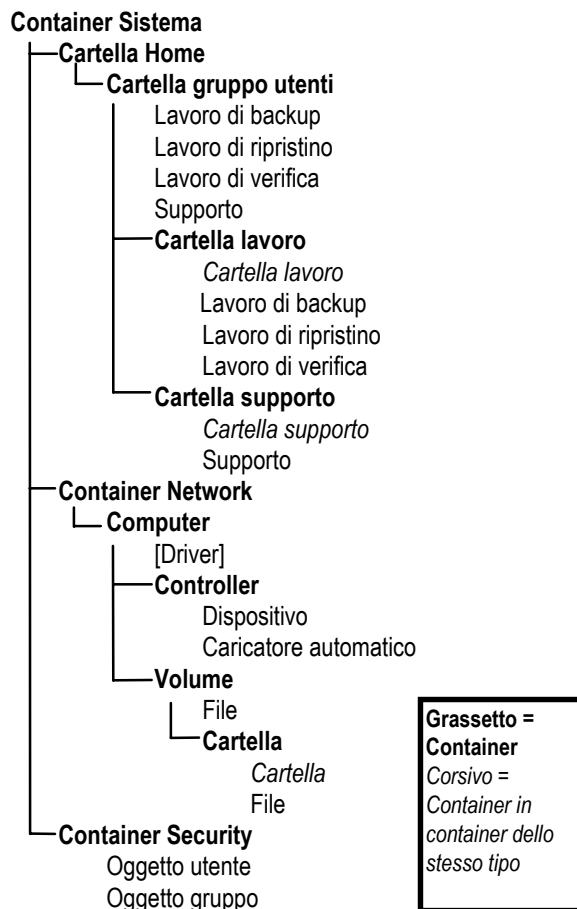 Container Sistema
Cartella Home
Cartella gruppo utenti
Lavoro di backup
Lavoro di ripristino
Lavoro di verifica
Supporto
Cartella lavoro
Cartella lavoro
Lavoro di backup
Lavoro di ripristino
Lavoro di verifica
Cartella supporto
Cartella supporto
Supporto
Container Network
Computer
[Driver]
Controller
Dispositivo
Caricatore automatico
Volume
File
Cartella
Cartella
File
Container Security
Oggetto utente
Oggetto gruppo
Grassetto =
Container
Corsivo =
Container in
container dello
stesso tipo